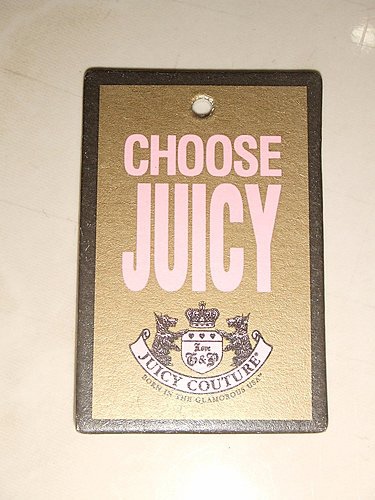 CHOOSE
JUICY
Love
G&P
JUICY COUTURE®
BORN IN THE GLAMOROUS USA